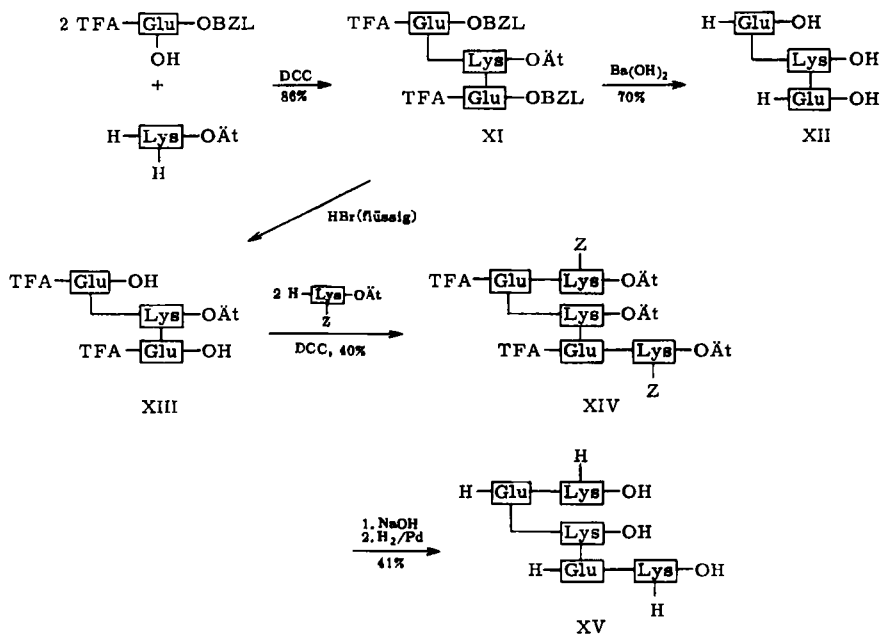 2 TFA-Glu-OBZL
OH
+
H-Lys-OÄt
H
DCC
86%
TFA-Glu-OBZL
Lys-OÄt
TFA-Glu-OBZL
XI
Ba(OH)2
70%
H-Glu-OH
Lys-OH
H-Glu-OH
XII
HBr(flüssig)
TFA-Glu-OH
Lys-OÄt
TFA-Glu-OH
XIII
2 H-Lys-OÄt
Z
DCC, 40%
Z
TFA-Glu-Lys-OÄt
Lys-OÄt
TFA-Glu-Lys-OÄt
Z
XIV
1. NaOH
2. H2/Pd
41%
H
H-Glu-Lys-OH
Lys-OH
H-Glu-Lys-OH
H
XV